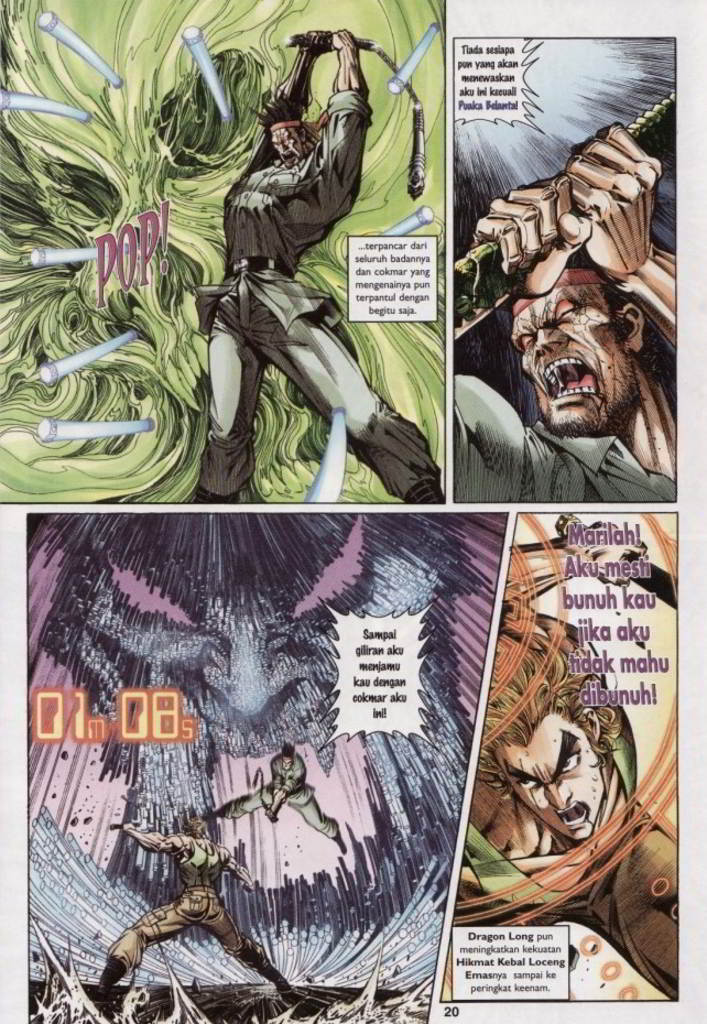 Tiada sesiapa
pun yang akan
menewaskan
aku ini kecuali
Puaka Belanta!
POP!
...terpancar dari
seluruh badannya
dan cokmar yang
mengenainya pun
terpantul dengan
begitu saja.
Sampai
giliran aku
menjamu
kau dengan
cokmar aku
ini!
01m 08s
Marilah!
Aku mesti
bunuh kau
jika aku
tidak mahu
dibunuh!
Dragon Long pun
meningkatkan kekuatan
Hikmat Kebal Loceng
Emasnya sampai ke
peringkat keenam.
20